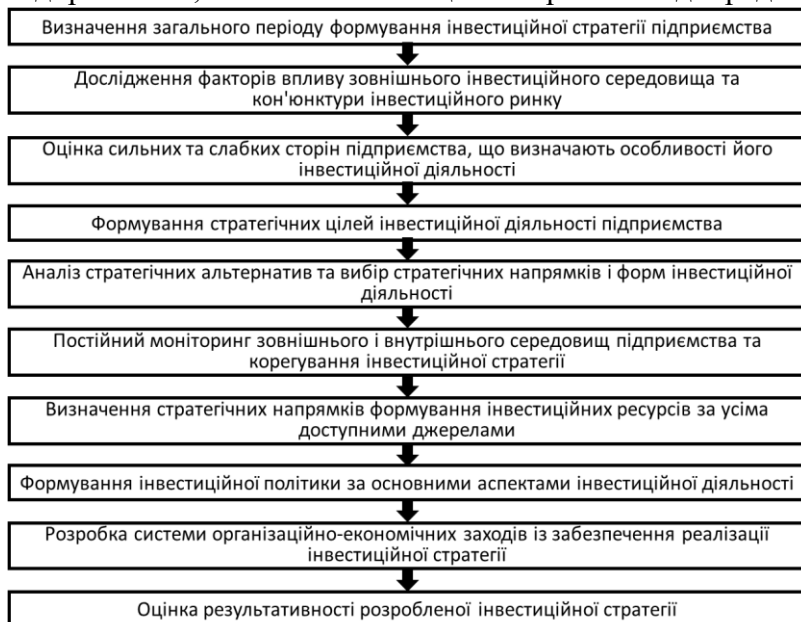 Визначення загального періоду формування інвестиційної стратегії підприємства
Дослідження факторів впливу зовнішнього інвестиційного середовища та
кон'юнктури інвестиційного ринку
Оцінка сильних та слабких сторін підприємства, що визначають особливості його
інвестиційної діяльності
Формування стратегічних цілей інвестиційної діяльності підприємства
Аналіз стратегічних альтернатив та вибір стратегічних напрямків і форм інвестиційної
діяльності
Постійний моніторинг зовнішнього і внутрішнього середовищ підприємства та
корегування інвестиційної стратегії
Визначення стратегічних напрямків формування інвестиційних ресурсів за усіма
доступними джерелами
Формування інвестиційної політики за основними аспектами інвестиційної діяльності
Розробка системи організаційно-економічних заходів із забезпечення реалізації
інвестиційної стратегії
Оцінка результативності розробленої інвестиційної стратегії